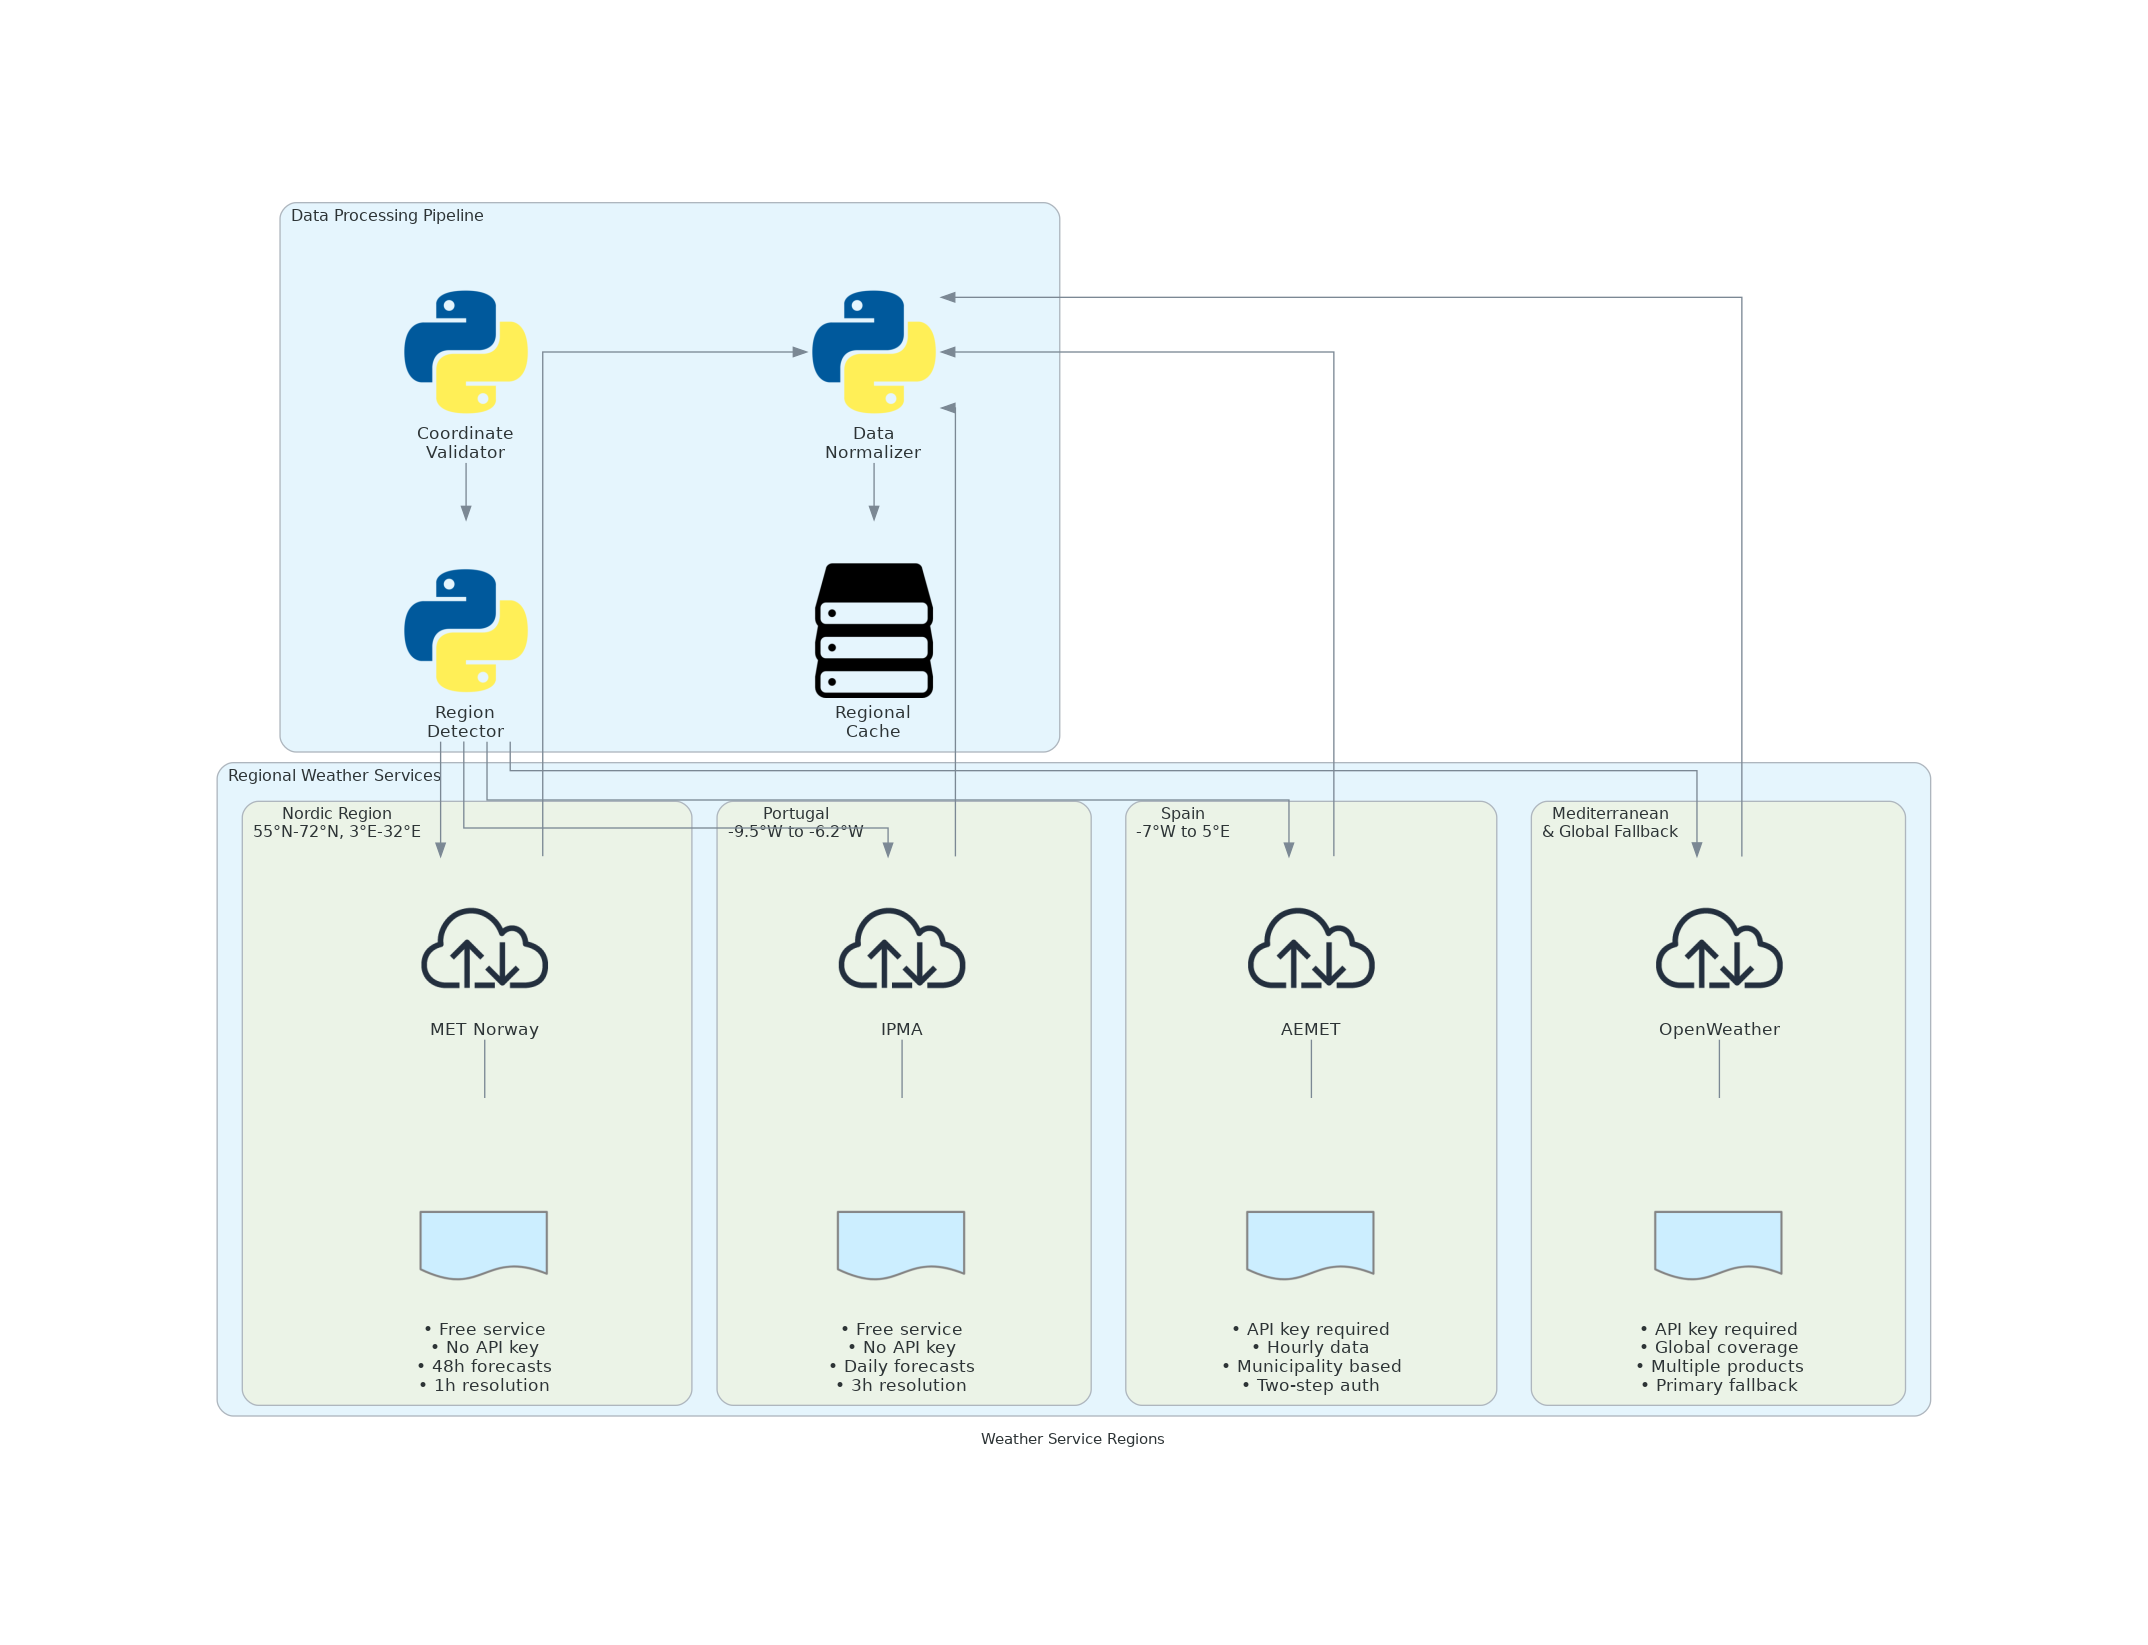 Data Processing Pipeline
Coordinate
Validator
Data
Normalizer
Region
Detector
Regional
Cache
Regional Weather Services
Nordic Region
55°N-72°N, 3°E-32°E
Portugal
-9.5°W to -6.2°W
Spain
-7°W to 5°E
Mediterranean
& Global Fallback
MET Norway
IPMA
AEMET
OpenWeather
• Free service
• No API key
• 48h forecasts
• 1h resolution
• Free service
• No API key
• Daily forecasts
• 3h resolution
• API key required
• Hourly data
• Municipality based
• Two-step auth
• API key required
• Global coverage
• Multiple products
• Primary fallback
Weather Service Regions